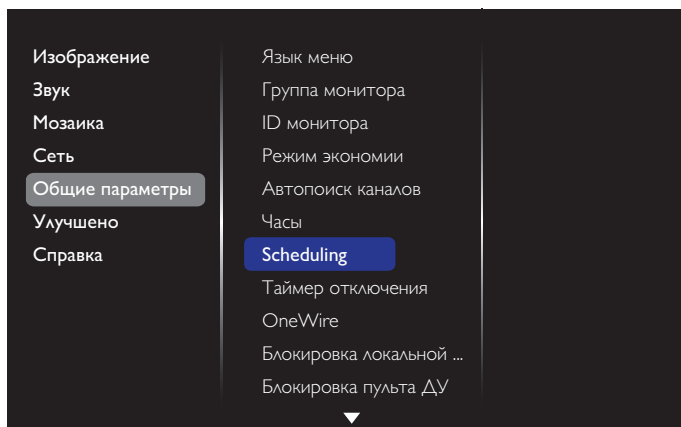 Изображение
Звук
Мозаика
Сеть
Общие параметры
Улучшено
Справка
Язык меню
Группа монитора
ID монитора
Режим экономии
Автопоиск каналов
Часы
Scheduling
Таймер отключения
OneWire
Блокировка локальной ...
Блокировка пульта ДУ